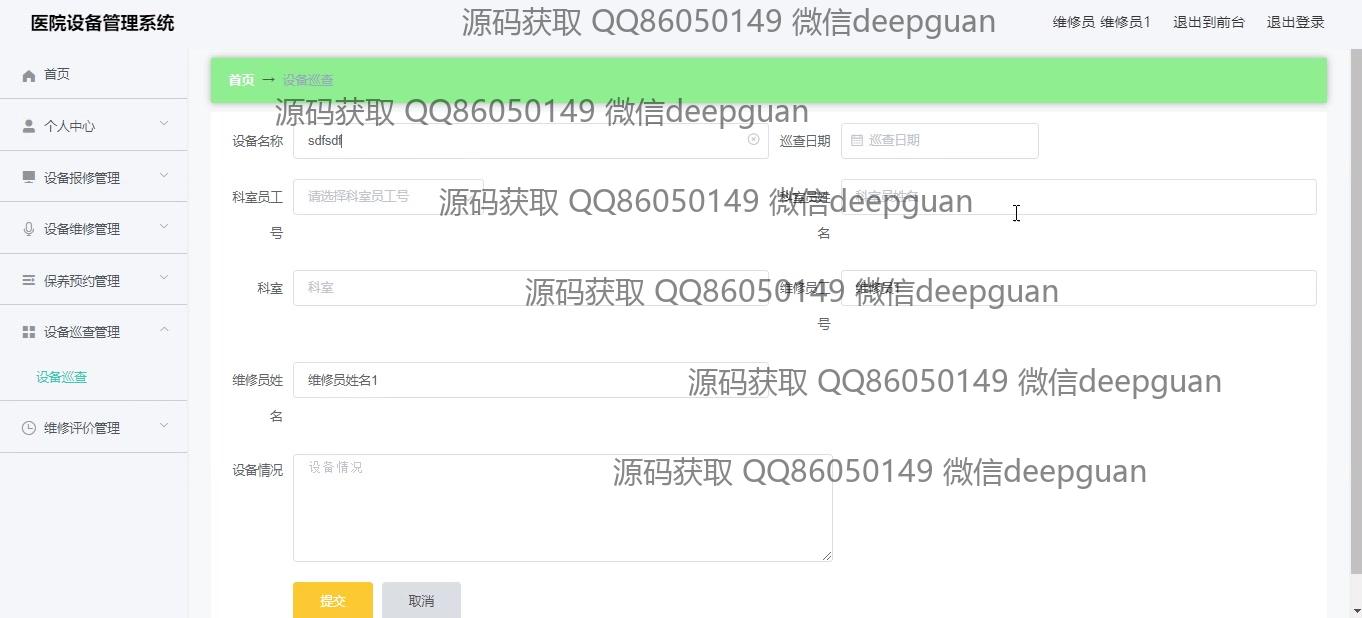 医院设备管理系统
源码获取 QQ86050149 微信deepguan
维修员 维修员1 退出到前台 退出登录
首页
个人中心
设备报修管理
设备维修管理
保养预约管理
设备巡查管理
设备巡查
维修评价管理
首页 → 设备巡查
源码获取 QQ86050149 微信deepguan
设备名称 sdfsdf 巡查日期 巡查日期
科室员工号 请选择科室员工号 科室员姓名 科室员姓名
源码获取 QQ86050149 微信deepguan
科室 科室 维修员工号 维修员1
源码获取 QQ86050149 微信deepguan
维修员姓名 维修员姓名1
源码获取 QQ86050149 微信deepguan
设备情况 设备情况
源码获取 QQ86050149 微信deepguan
提交 取消